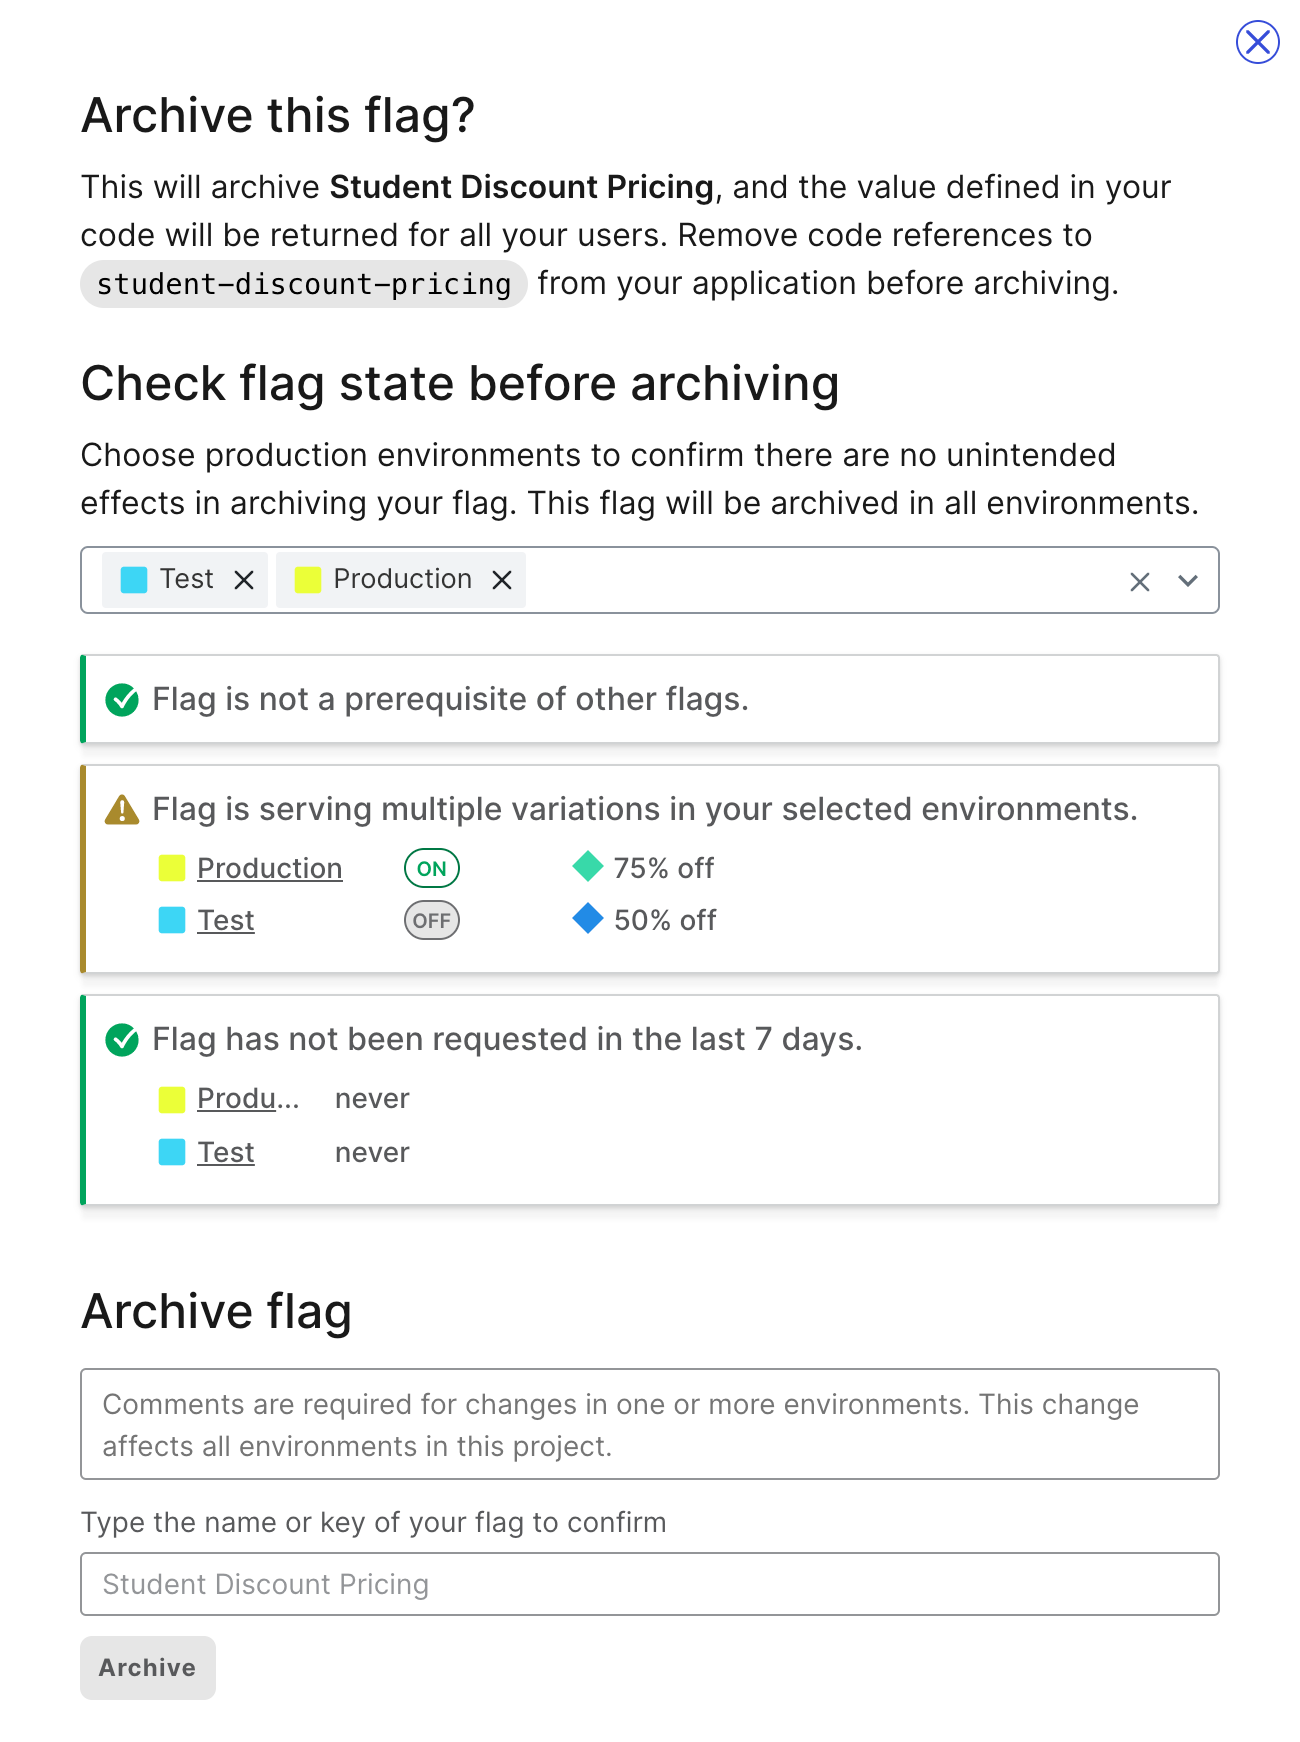 Archive this flag?
This will archive Student Discount Pricing, and the value defined in your
code will be returned for all your users. Remove code references to
student-discount-pricing from your application before archiving.
Check flag state before archiving
Choose production environments to confirm there are no unintended
effects in archiving your flag. This flag will be archived in all environments.
Test Production
Flag is not a prerequisite of other flags.
Flag is serving multiple variations in your selected environments.
Production ON 75% off
Test OFF 50% off
Flag has not been requested in the last 7 days.
Produ... never
Test never
Archive flag
Comments are required for changes in one or more environments. This change
affects all environments in this project.
Type the name or key of your flag to confirm
Student Discount Pricing
Archive